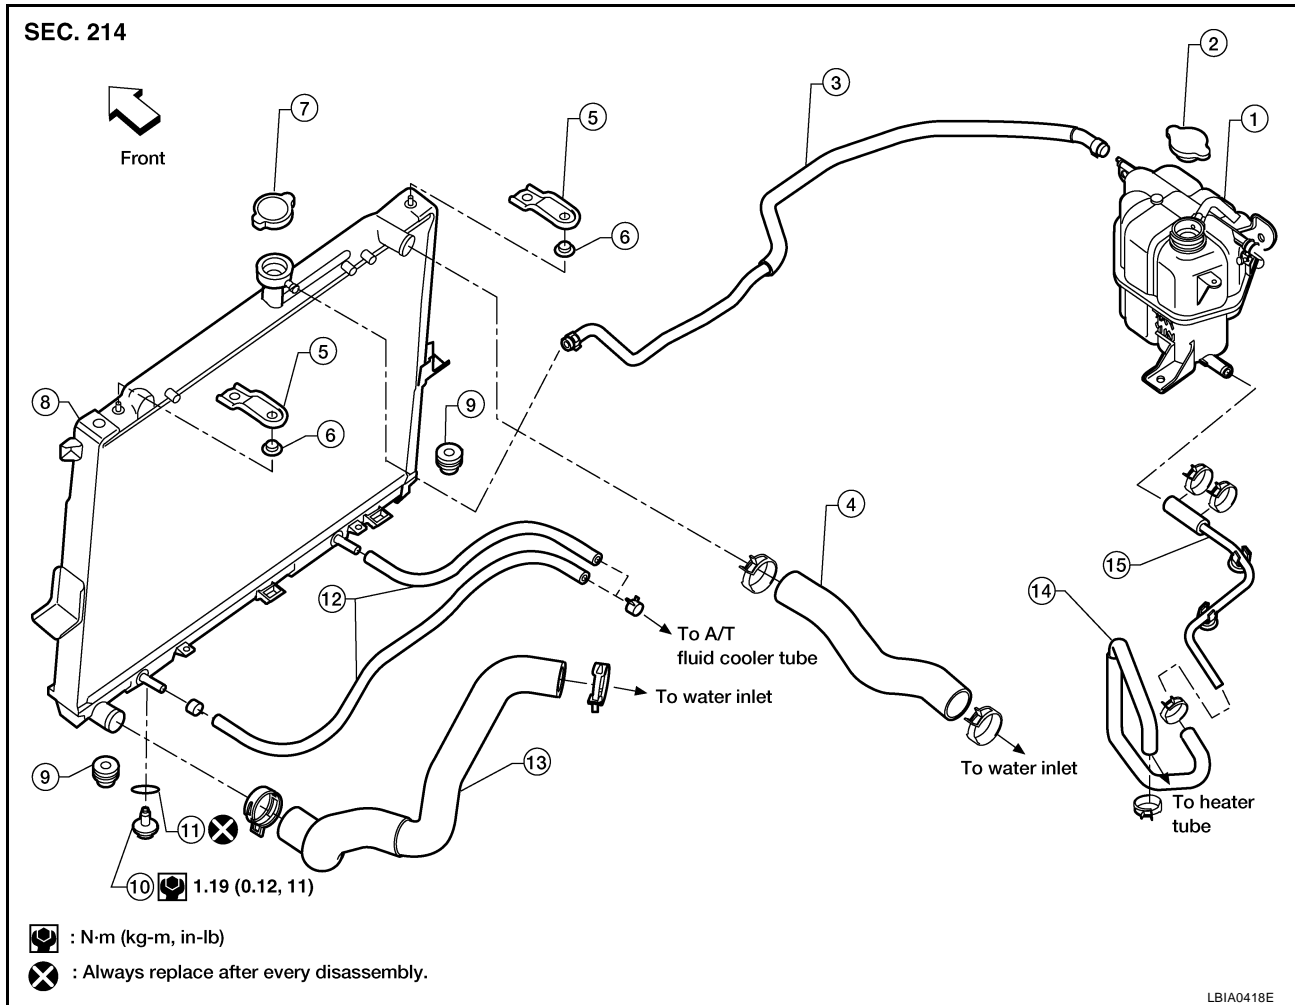 SEC. 214
Front
7
5
3
2
1
6
5
8
6
9
4
12
15
14
To A/T
fluid cooler tube
To water inlet
To water inlet
9
13
11
To heater
tube
10
1.19 (0.12, 11)
: N·m (kg-m, in-lb)
: Always replace after every disassembly.
LBIA0418E